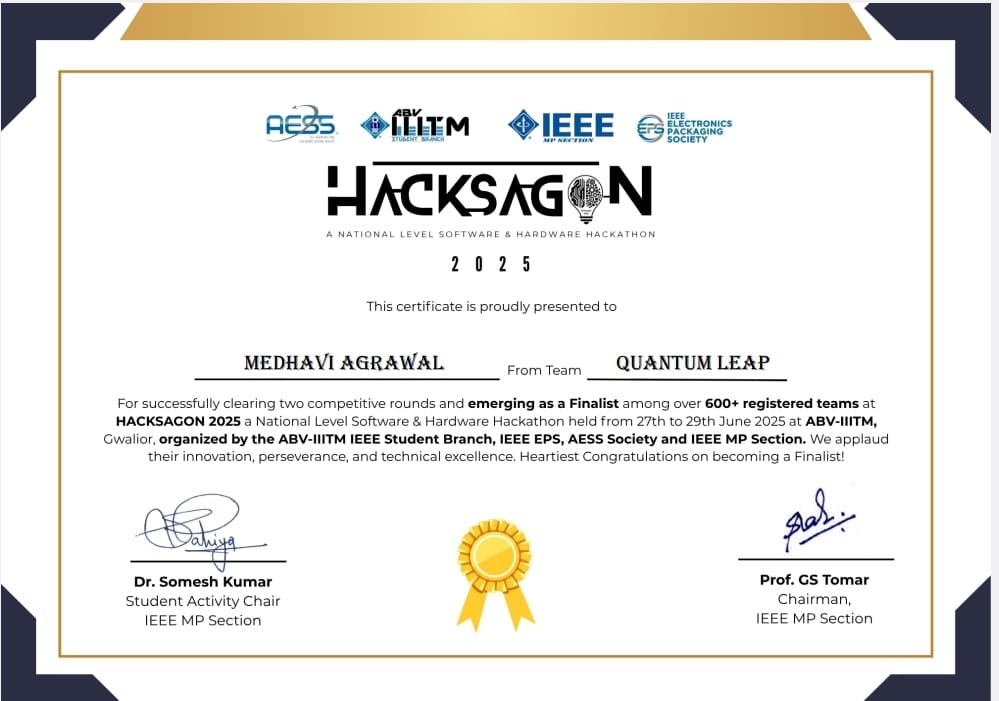 AESS
ABV
IIITM
STUDENT BRANCH
IEEE
MP SECTION
EPS
IEEE
ELECTRONICS
PACKAGING
SOCIETY
HACKSAGON
A NATIONAL LEVEL SOFTWARE & HARDWARE HACKATHON
2025
This certificate is proudly presented to
MEDHAVI AGRAWAL From Team QUANTUM LEAP
For successfully clearing two competitive rounds and emerging as a Finalist among over 600+ registered teams at
HACKSAGON 2025 a National Level Software & Hardware Hackathon held from 27th to 29th June 2025 at ABV-IIITM,
Gwalior, organized by the ABV-IIITM IEEE Student Branch, IEEE EPS, AESS Society and IEEE MP Section. We applaud
their innovation, perseverance, and technical excellence. Heartiest Congratulations on becoming a Finalist!
Dr. Somesh Kumar
Student Activity Chair
IEEE MP Section
Prof. GS Tomar
Chairman,
IEEE MP Section